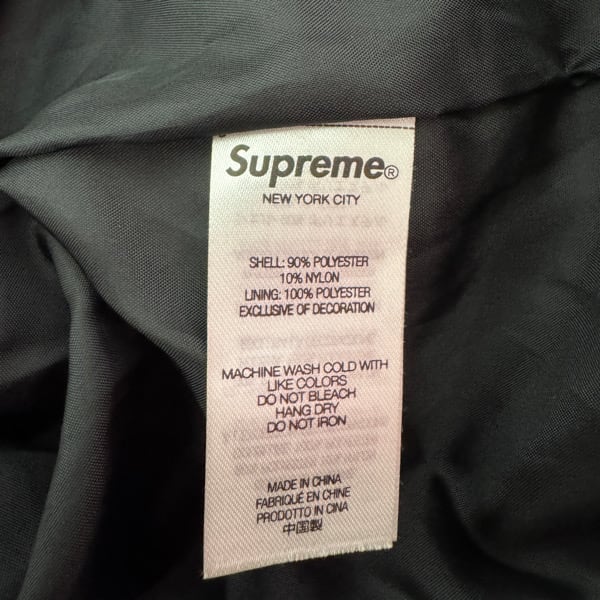 Supreme®
NEW YORK CITY
SHELL: 90% POLYESTER
10% NYLON
LINING: 100% POLYESTER
EXCLUSIVE OF DECORATION
MACHINE WASH COLD WITH
LIKE COLORS
DO NOT BLEACH
HANG DRY
DO NOT IRON
MADE IN CHINA
FABRIQUÉ EN CHINE
PRODOTTO IN CINA
中国製